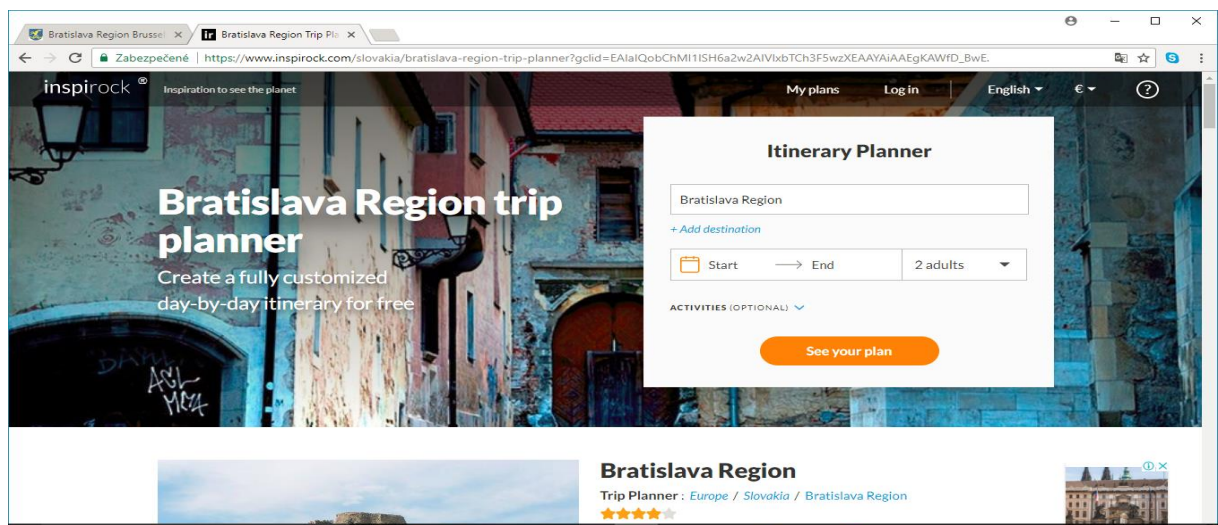 Bratislava Region Brussel
Bratislava Region Trip Pla
Zabezpečené | https://www.inspirock.com/slovakia/bratislava-region-trip-planner?gclid=EAIaIQobChMI1ISH6a2w2AIVIxbTCh3F5wzXEAAYAiAAEgKAWfD_BwE.
inspirock ® Inspiration to see the planet My plans Log in English € ?
Itinerary Planner
Bratislava Region
+ Add destination
Start → End 2 adults
ACTIVITIES (OPTIONAL)
See your plan
Bratislava Region trip
planner
Create a fully customized
day-by-day itinerary for free
ACL
Bratislava Region
Trip Planner : Europe / Slovakia / Bratislava Region